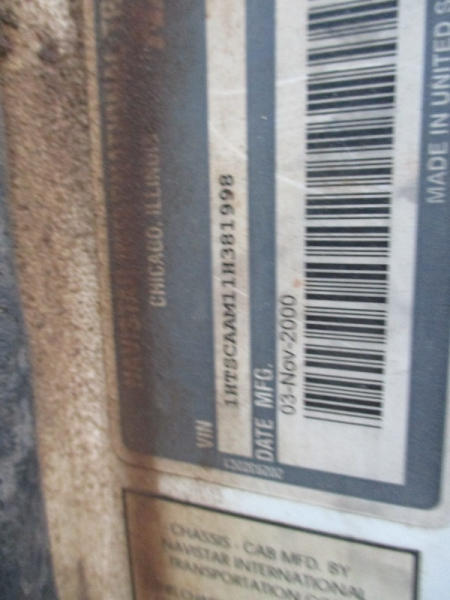 NAVISTAR
CHICAGO, ILLINOIS
VIN
1HTSCAAM11H381998
DATE MFG.
03-Nov-2000
MADE IN UNITED S
CHASSIS - CAB MFD. BY
NAVISTAR INTERNATIONAL
TRANSPORTATION